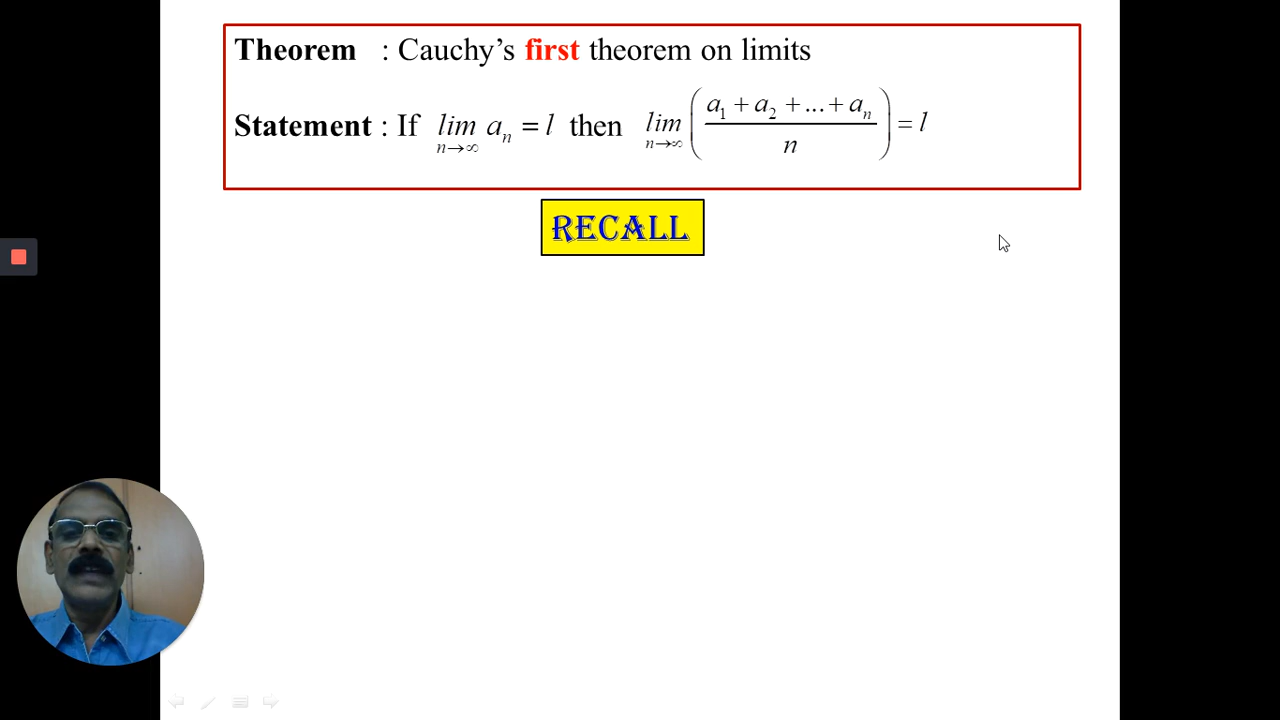 Theorem : Cauchy's first theorem on limits
Statement : If lim_{n→∞} a_n = l then lim_{n→∞} ( (a_1 + a_2 + ... + a_n) / n ) = l
RECALL